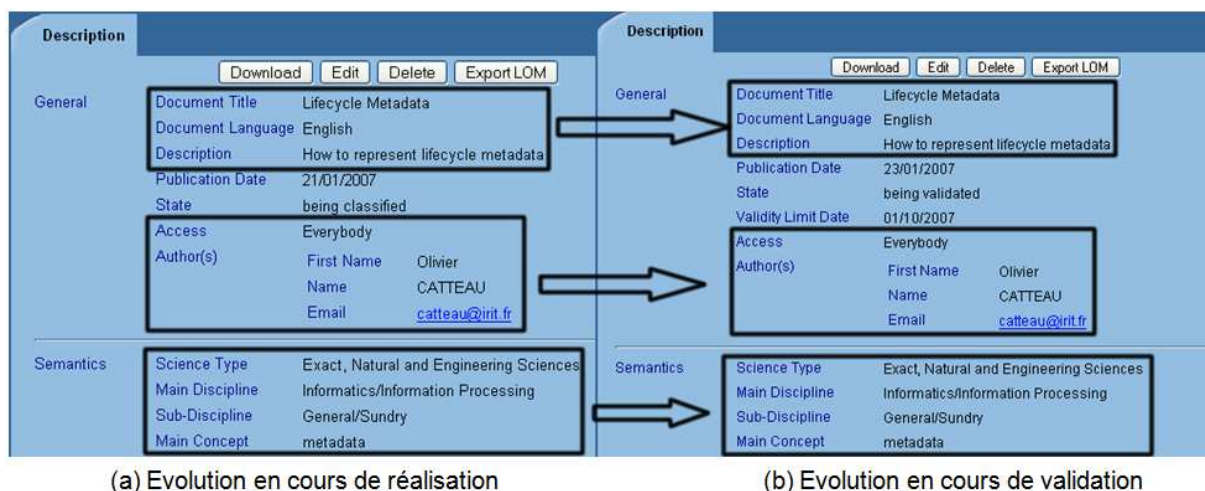 Description
Download Edit Delete Export LOM
General
Document Title Lifecycle Metadata
Document Language English
Description How to represent lifecycle metadata
Publication Date 21/01/2007
State being classified
Access Everybody
Author(s)
First Name Olivier
Name CATTEAU
Email catteau@irit.fr
Semantics
Science Type Exact, Natural and Engineering Sciences
Main Discipline Informatics/Information Processing
Sub-Discipline General/Sundry
Main Concept metadata
(a) Evolution en cours de réalisation
Description
Download Edit Delete Export LOM
General
Document Title Lifecycle Metadata
Document Language English
Description How to represent lifecycle metadata
Publication Date 23/01/2007
State being validated
Validity Limit Date 01/10/2007
Access Everybody
Author(s)
First Name Olivier
Name CATTEAU
Email catteau@irit.fr
Semantics
Science Type Exact, Natural and Engineering Sciences
Main Discipline Informatics/Information Processing
Sub-Discipline General/Sundry
Main Concept metadata
(b) Evolution en cours de validation